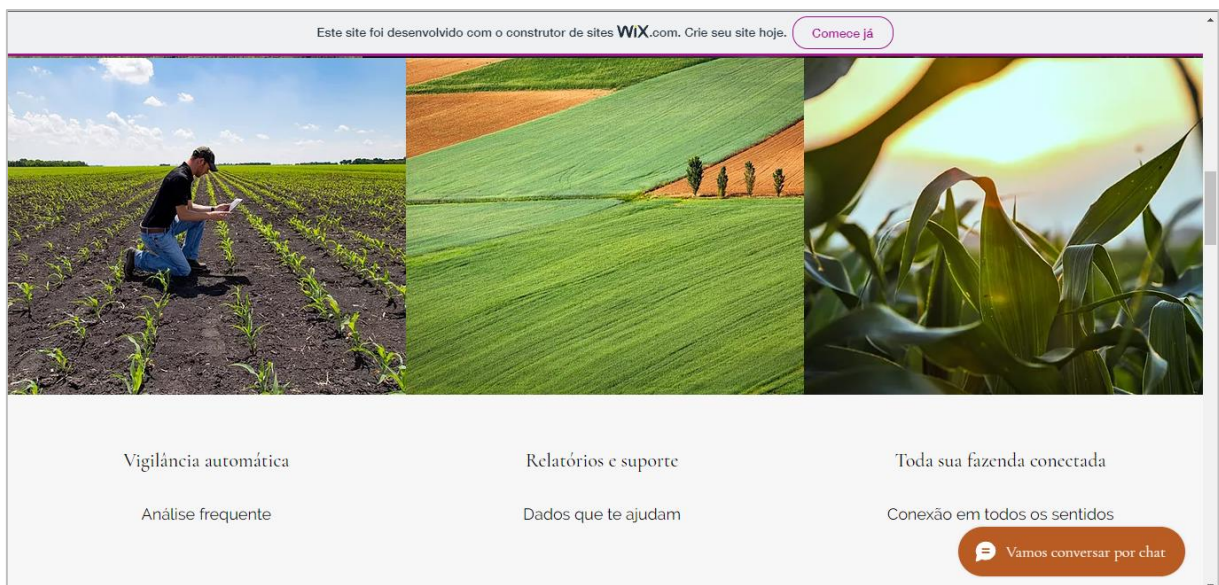 Este site foi desenvolvido com o construtor de sites WiX.com. Crie seu site hoje.
Comece já
Vigilância automática
Relatórios e suporte
Toda sua fazenda conectada
Análise frequente
Dados que te ajudam
Conexão em todos os sentidos
Vamos conversar por chat